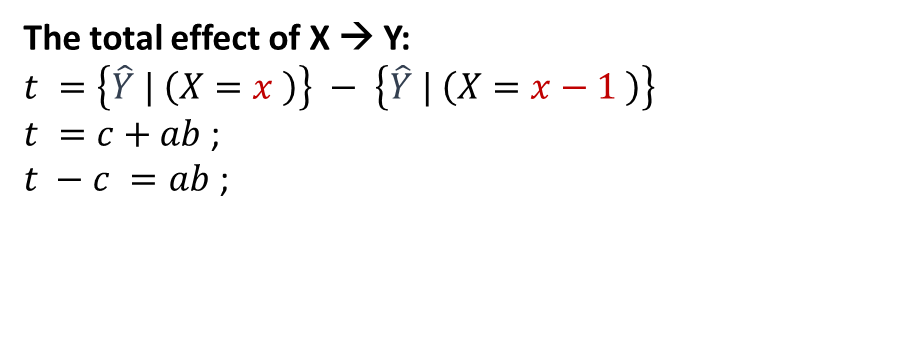 The total effect of X → Y:
t = {Ŷ | (X = x )} − {Ŷ | (X = x − 1 )}
t = c + ab ;
t − c = ab ;